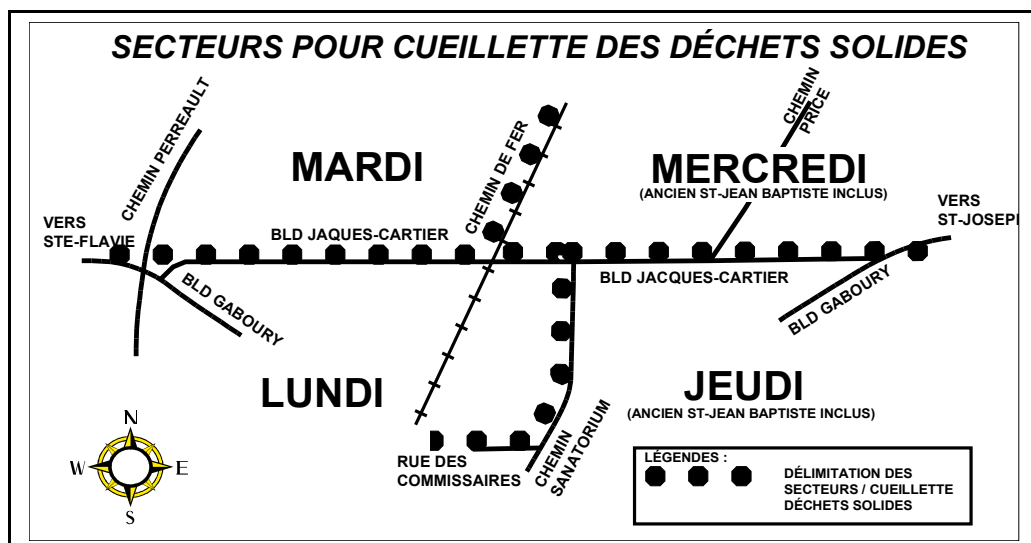 SECTEURS POUR CUEILLETTE DES DÉCHETS SOLIDES
CHEMIN PERREAULT
MARDI
CHEMIN DE FER
CHEMIN
PRICE
MERCREDI
(ANCIEN ST-JEAN BAPTISTE INCLUS)
VERS
STE-FLAVIE
BLD JAQUES-CARTIER
VERS
ST-JOSEPH
BLD GABOURY
BLD JACQUES-CARTIER
BLD GABOURY
LUNDI
JEUDI
(ANCIEN ST-JEAN BAPTISTE INCLUS)
N
W
E
S
RUE DES
COMMISSAIRES
CHEMIN
SANATORIUM
LÉGENDES :
DÉLIMITATION DES
SECTEURS / CUEILLETTE
DÉCHETS SOLIDES